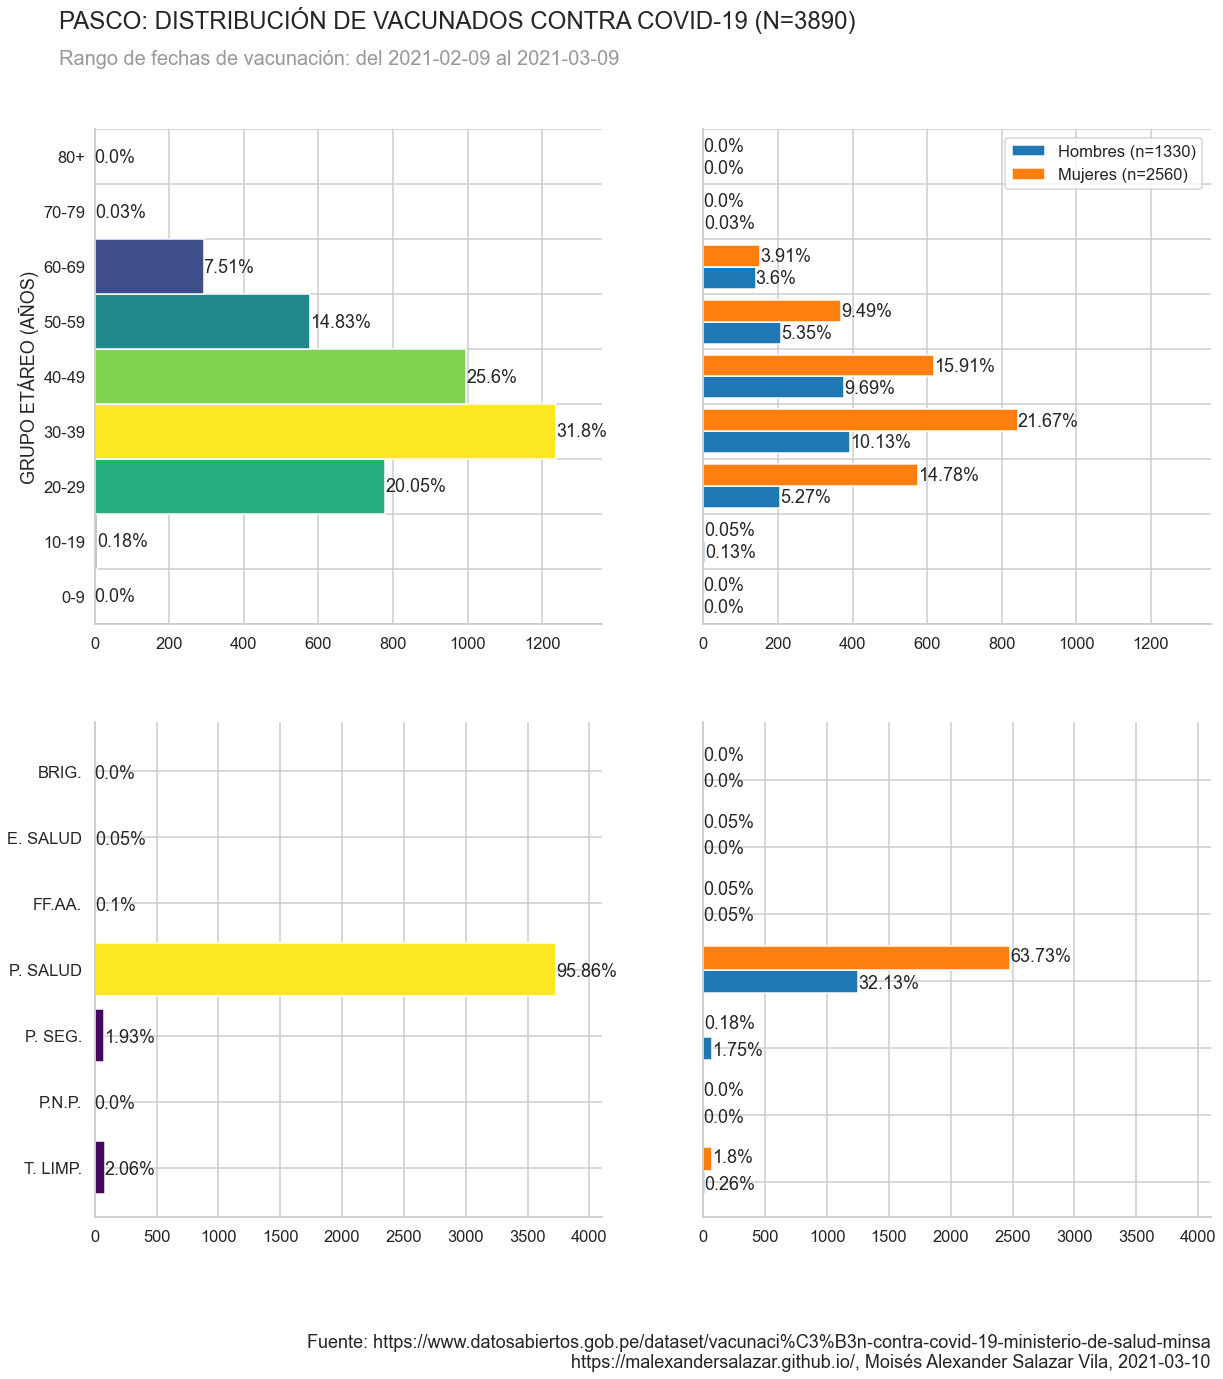 PASCO: DISTRIBUCIÓN DE VACUNADOS CONTRA COVID-19 (N=3890)
Rango de fechas de vacunación: del 2021-02-09 al 2021-03-09
GRUPO ETÁREO (AÑOS)
80+ 0.0%
70-79 0.03%
60-69 7.51%
50-59 14.83%
40-49 25.6%
30-39 31.8%
20-29 20.05%
10-19 0.18%
0-9 0.0%
0 200 400 600 800 1000 1200
Hombres (n=1330)
Mujeres (n=2560)
0.0%
0.0%
0.0%
0.03%
3.91%
3.6%
9.49%
5.35%
15.91%
9.69%
21.67%
10.13%
14.78%
5.27%
0.05%
0.13%
0.0%
0.0%
0 200 400 600 800 1000 1200
BRIG. 0.0%
E. SALUD 0.05%
FF.AA. 0.1%
P. SALUD 95.86%
P. SEG. 1.93%
P.N.P. 0.0%
T. LIMP. 2.06%
0 500 1000 1500 2000 2500 3000 3500 4000
0.0%
0.0%
0.05%
0.0%
0.05%
0.05%
63.73%
32.13%
0.18%
1.75%
0.0%
0.0%
1.8%
0.26%
0 500 1000 1500 2000 2500 3000 3500 4000
Fuente: https://www.datosabiertos.gob.pe/dataset/vacunaci%C3%B3n-contra-covid-19-ministerio-de-salud-minsa
https://malexandersalazar.github.io/, Moisés Alexander Salazar Vila, 2021-03-10